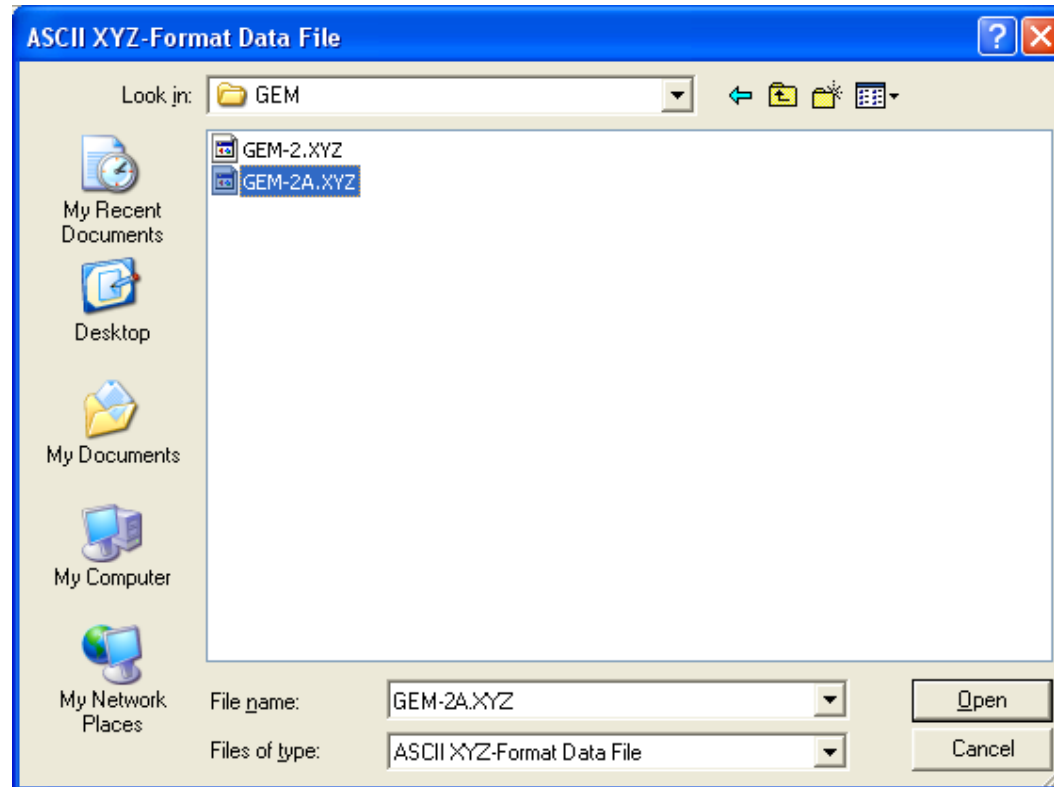 ASCII XYZ-Format Data File
Look in: GEM
GEM-2.XYZ
GEM-2A.XYZ
My Recent
Documents
Desktop
My Documents
My Computer
My Network
Places
File name: GEM-2A.XYZ Open
Files of type: ASCII XYZ-Format Data File Cancel